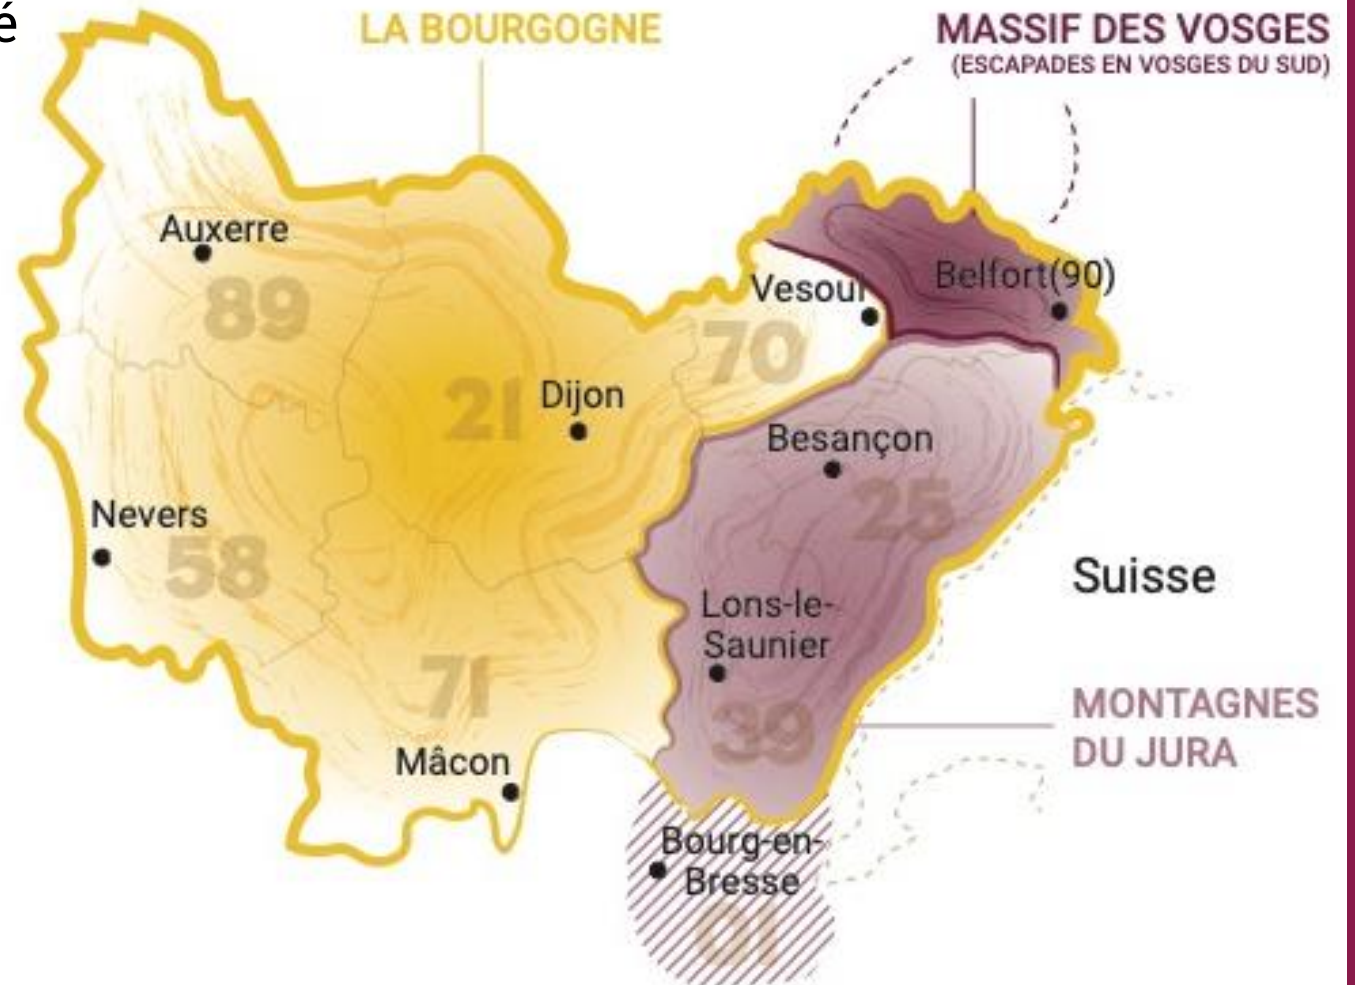 é
LA BOURGOGNE
MASSIF DES VOSGES
(ESCAPADES EN VOSGES DU SUD)
Auxerre
89
Vesoul
Belfort(90)
70
21
Dijon
Besançon
25
Nevers
58
Suisse
Lons-le-
Saunier
71
39
MONTAGNES
DU JURA
Mâcon
Bourg-en-
Bresse
01